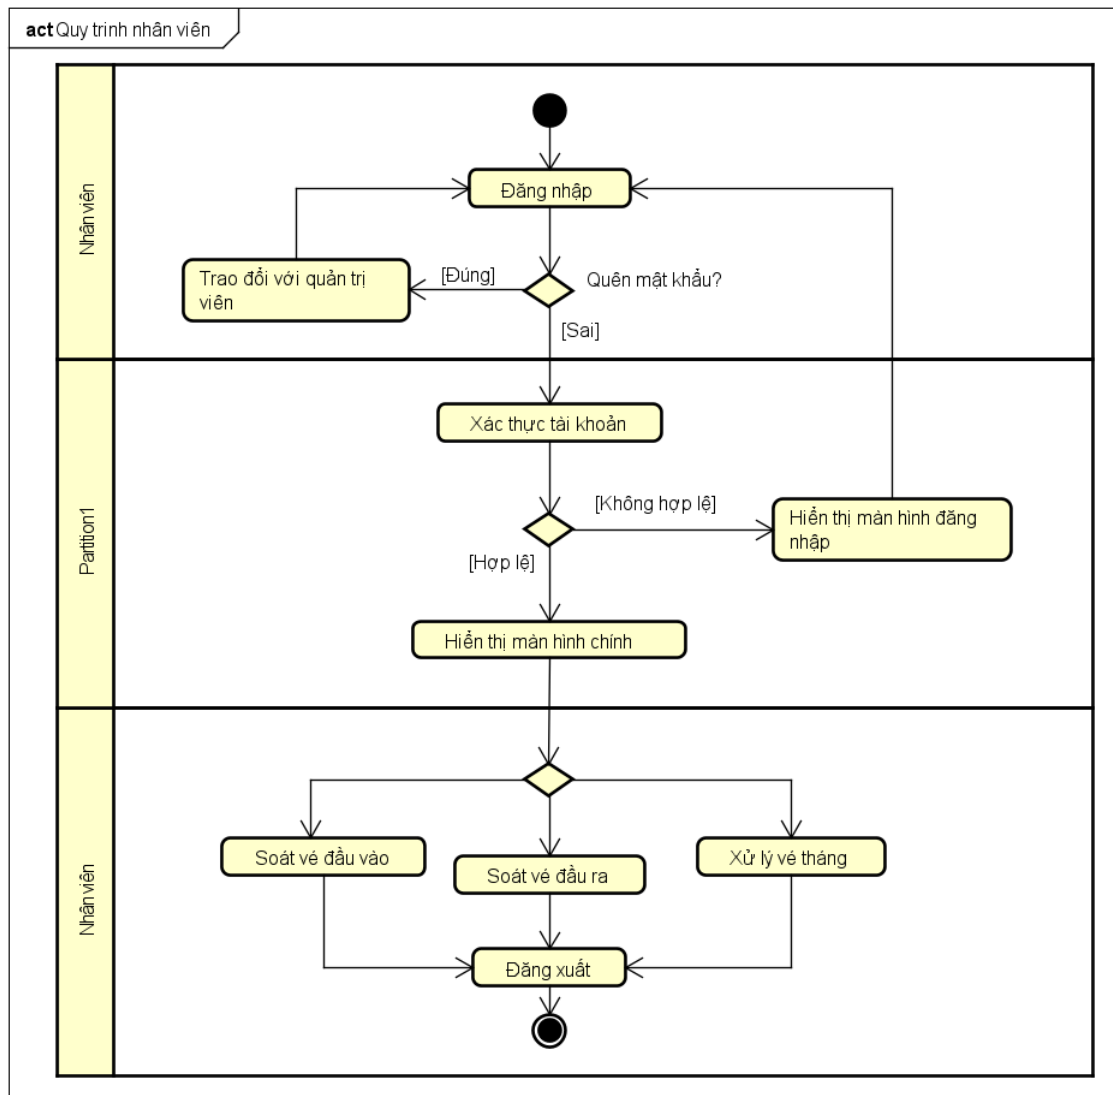 act Quy trinh nhân viên
Nhân viên
Đăng nhập
Trao đổi với quản trị
viên
[Đúng]
Quên mật khẩu?
[Sai]
Partition1
Xác thực tài khoản
[Không hợp lệ]
Hiển thị màn hình đăng
nhập
[Hợp lệ]
Hiển thị màn hình chính
Nhân viên
Soát vé đầu vào
Soát vé đầu ra
Xử lý vé tháng
Đăng xuất